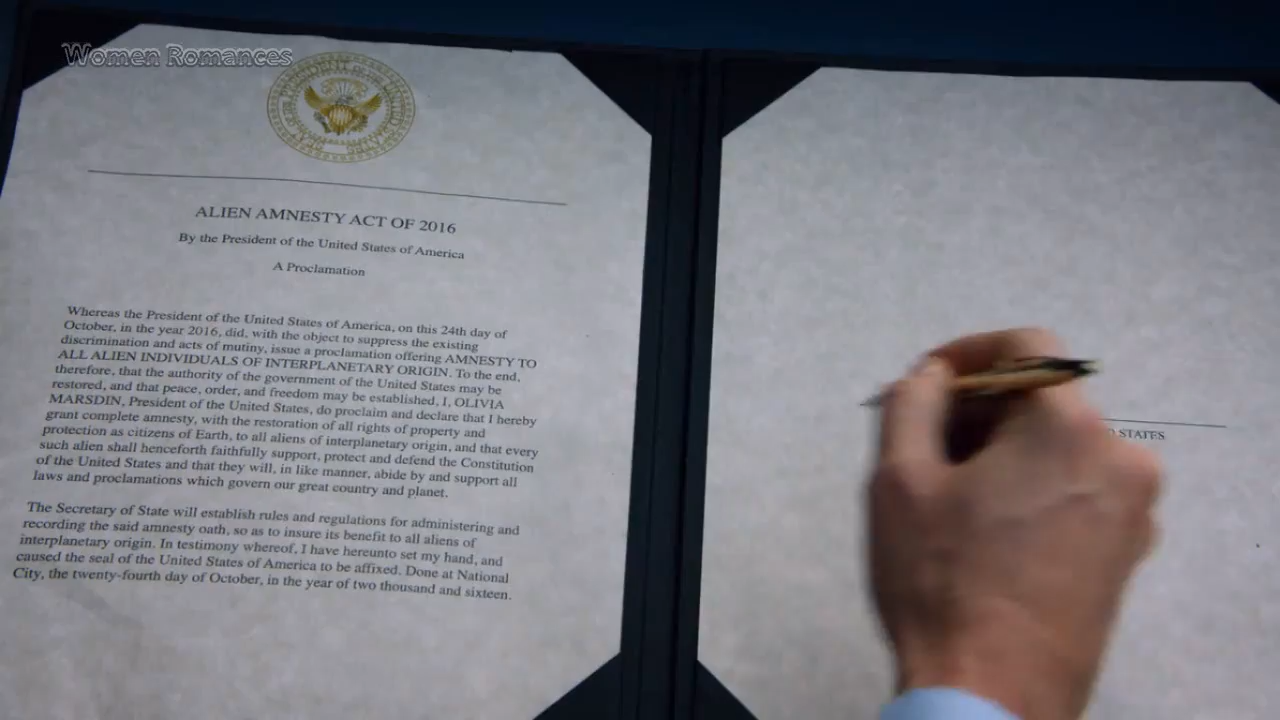 Women Romances
ALIEN AMNESTY ACT OF 2016
By the President of the United States of America
A Proclamation
Whereas the President of the United States of America, on this 24th day of
October, in the year 2016, did, with the object to suppress the existing
discrimination and acts of mutiny, issue a proclamation offering AMNESTY TO
ALL ALIEN INDIVIDUALS OF INTERPLANETARY ORIGIN. To the end,
therefore, that the authority of the government of the United States may be
restored, and that peace, order, and freedom may be established, I, OLIVIA
MARSDIN, President of the United States, do proclaim and declare that I hereby
grant complete amnesty, with the restoration of all rights of property and
protection as citizens of Earth, to all aliens of interplanetary origin, and that every
such alien shall henceforth faithfully support, protect and defend the Constitution
of the United States and that they will, in like manner, abide by and support all
laws and proclamations which govern our great country and planet.
The Secretary of State will establish rules and regulations for administering and
recording the said amnesty oath, so as to insure its benefit to all aliens of
interplanetary origin. In testimony whereof, I have hereunto set my hand, and
caused the seal of the United States of America to be affixed. Done at National
City, the twenty-fourth day of October, in the year of two thousand and sixteen.
STATES